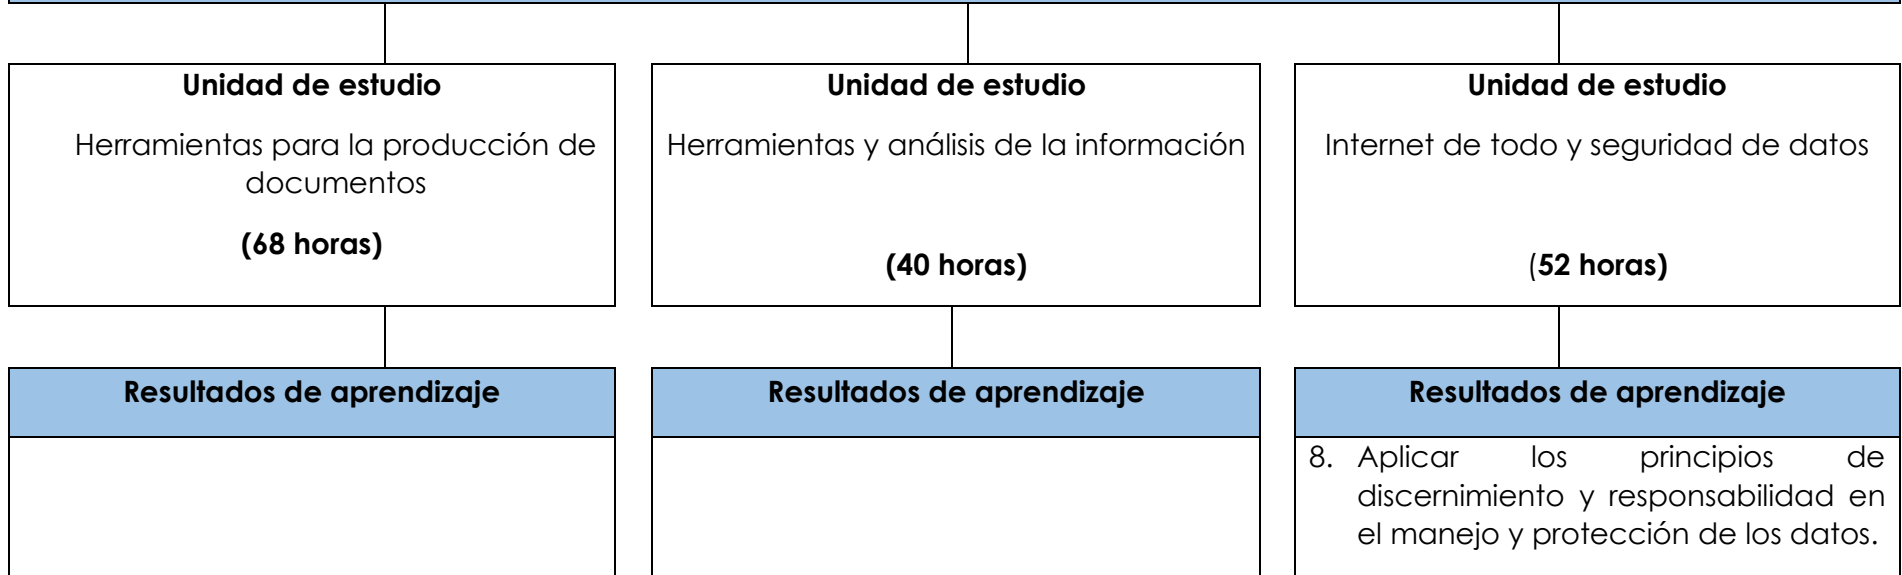 Unidad de estudio
Herramientas para la producción de
documentos
(68 horas)
Unidad de estudio
Herramientas y análisis de la información
(40 horas)
Unidad de estudio
Internet de todo y seguridad de datos
(52 horas)
Resultados de aprendizaje
Resultados de aprendizaje
Resultados de aprendizaje
8. Aplicar los principios de
discernimiento y responsabilidad en
el manejo y protección de los datos.